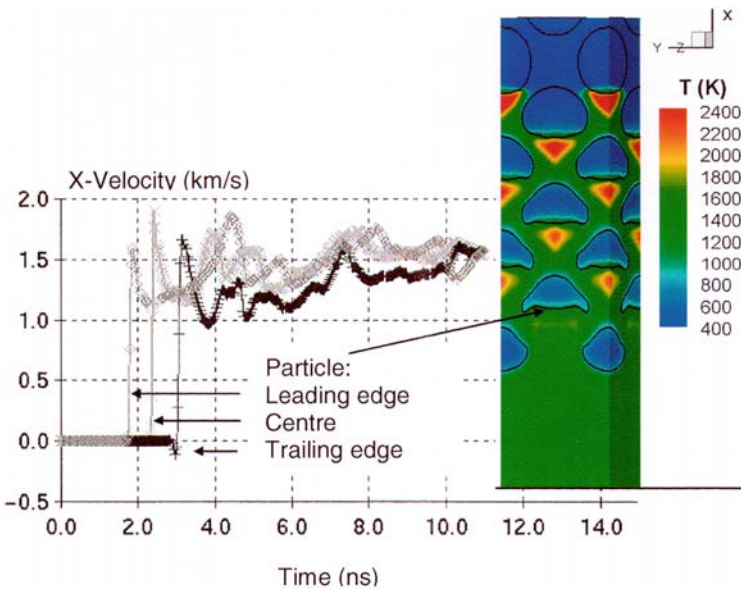 X
Y Z
T (K)
2400
2200
2000
1800
1600
1400
1200
1000
800
600
400
X-Velocity (km/s)
2.0
1.5
1.0
0.5
0.0
−0.5
Particle:
Leading edge
Centre
Trailing edge
0.0 2.0 4.0 6.0 8.0 10.0 12.0 14.0
Time (ns)